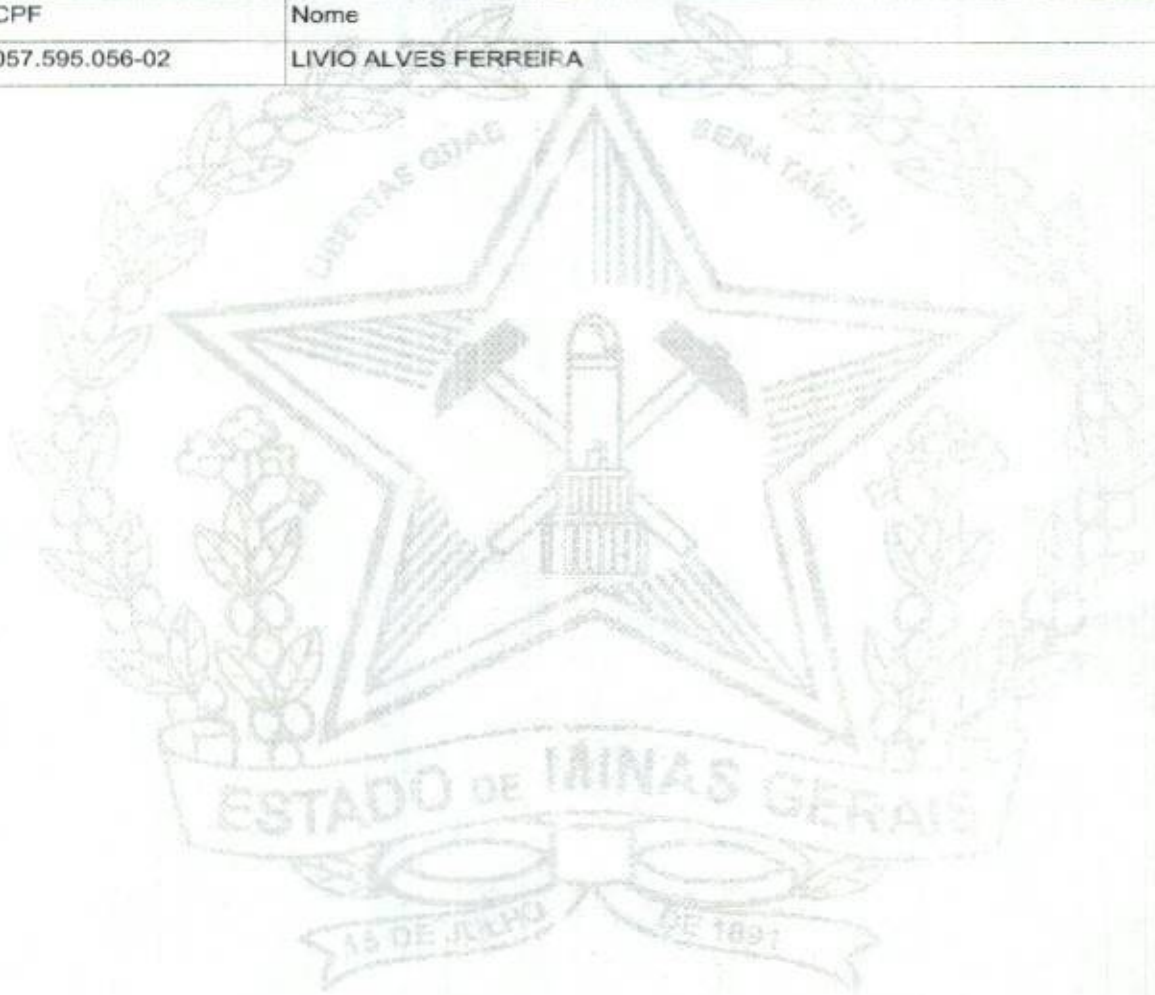 CPF Nome
057.595.056-02 LIVIO ALVES FERREIRA
LIBERTAS QUAE SERA TAMEN
ESTADO DE MINAS GERAIS
15 DE JULHO DE 1891